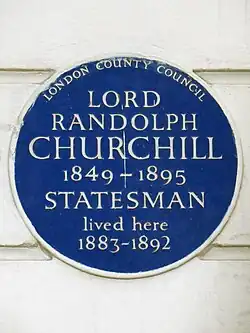 LONDON COUNTY COUNCIL
LORD
RANDOLPH
CHURCHILL
1849-1895
STATESMAN
lived here
1883-1892